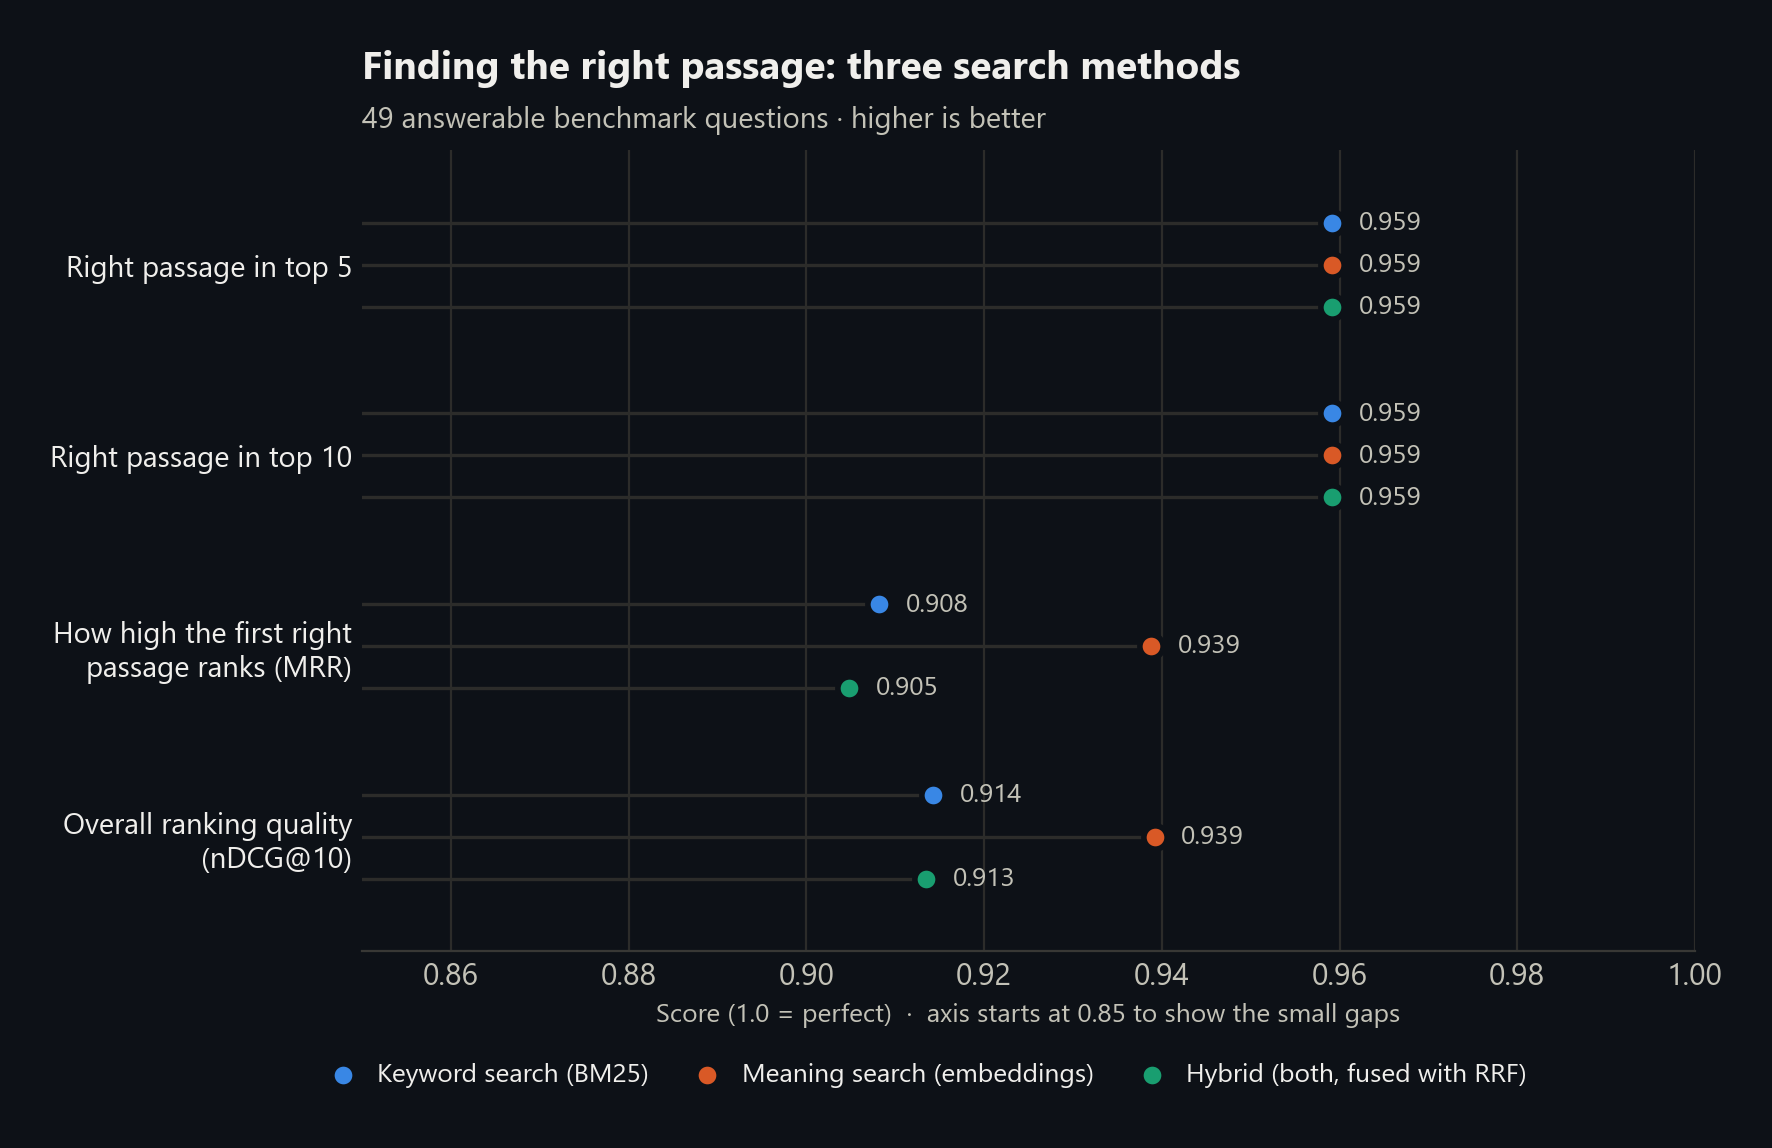 Finding the right passage: three search methods
49 answerable benchmark questions · higher is better
Right passage in top 5
0.959
0.959
0.959
Right passage in top 10
0.959
0.959
0.959
How high the first right
passage ranks (MRR)
0.908
0.939
0.905
Overall ranking quality
(nDCG@10)
0.914
0.939
0.913
0.86 0.88 0.90 0.92 0.94 0.96 0.98 1.00
Score (1.0 = perfect) · axis starts at 0.85 to show the small gaps
Keyword search (BM25) Meaning search (embeddings) Hybrid (both, fused with RRF)